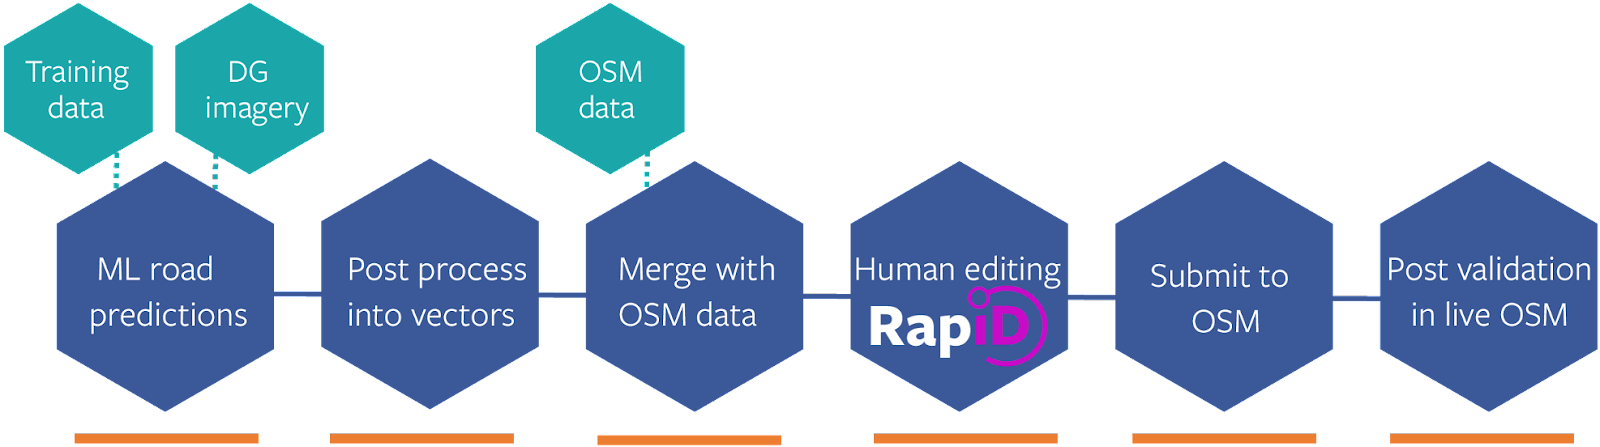 Training
data
DG
imagery
OSM
data
ML road
predictions
Post process
into vectors
Merge with
OSM data
Human editing
RapiD
Submit to
OSM
Post validation
in live OSM